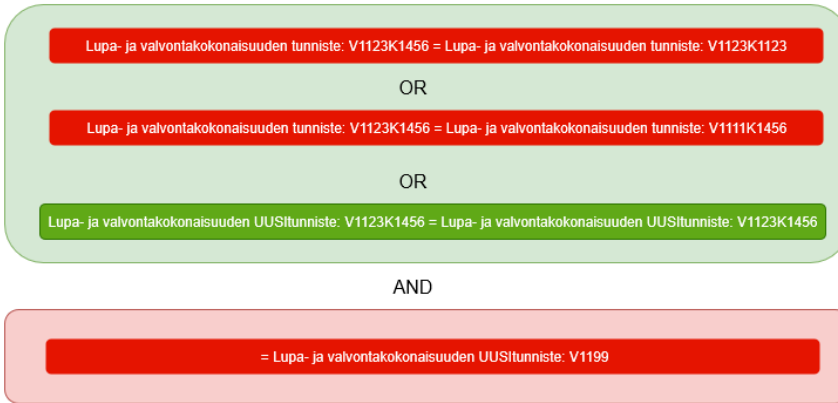 Lupa- ja valvontakokonaisuuden tunniste: V1123K1456 = Lupa- ja valvontakokonaisuuden tunniste: V1123K1123
OR
Lupa- ja valvontakokonaisuuden tunniste: V1123K1456 = Lupa- ja valvontakokonaisuuden tunniste: V1111K1456
OR
Lupa- ja valvontakokonaisuuden UUSItunniste: V1123K1456 = Lupa- ja valvontakokonaisuuden UUSItunniste: V1123K1456
AND
= Lupa- ja valvontakokonaisuuden UUSItunniste: V1199